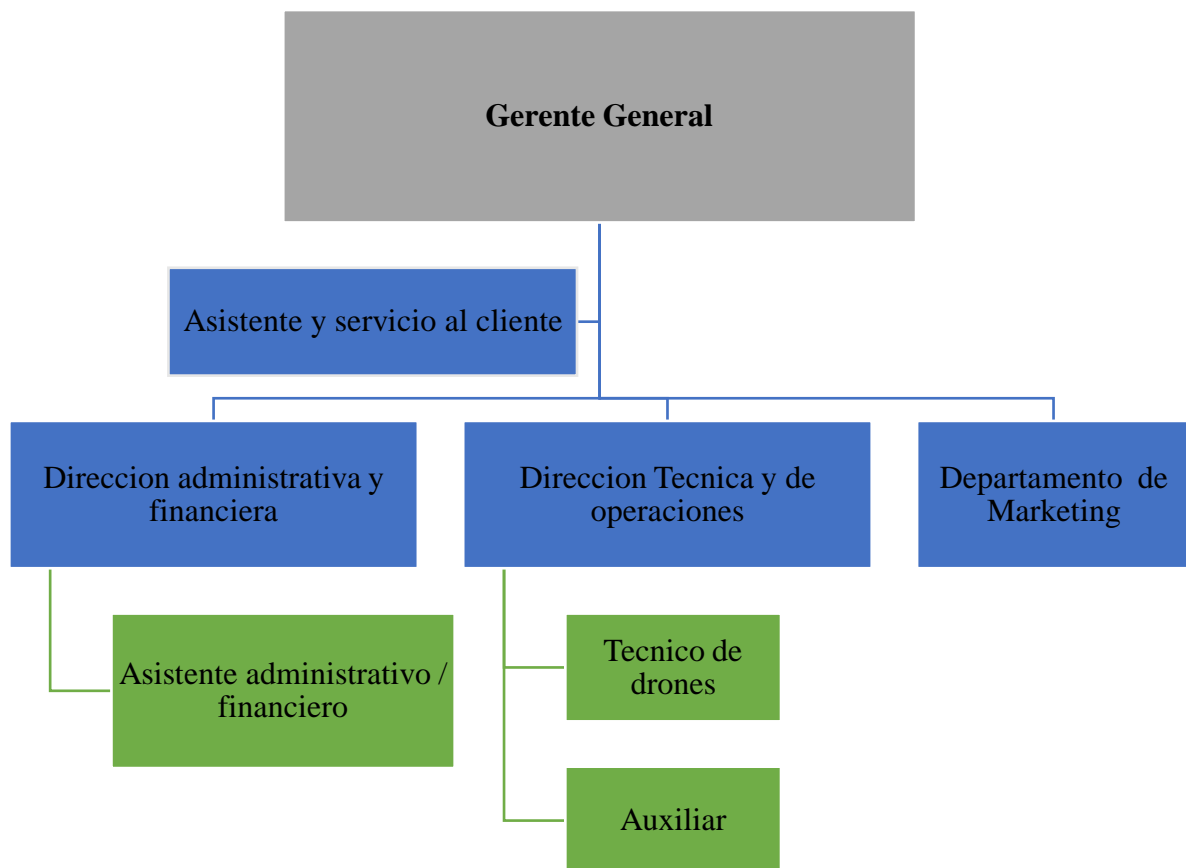 Gerente General
Asistente y servicio al cliente
Direccion administrativa y
financiera
Direccion Tecnica y de
operaciones
Departamento de
Marketing
Asistente administrativo /
financiero
Tecnico de
drones
Auxiliar